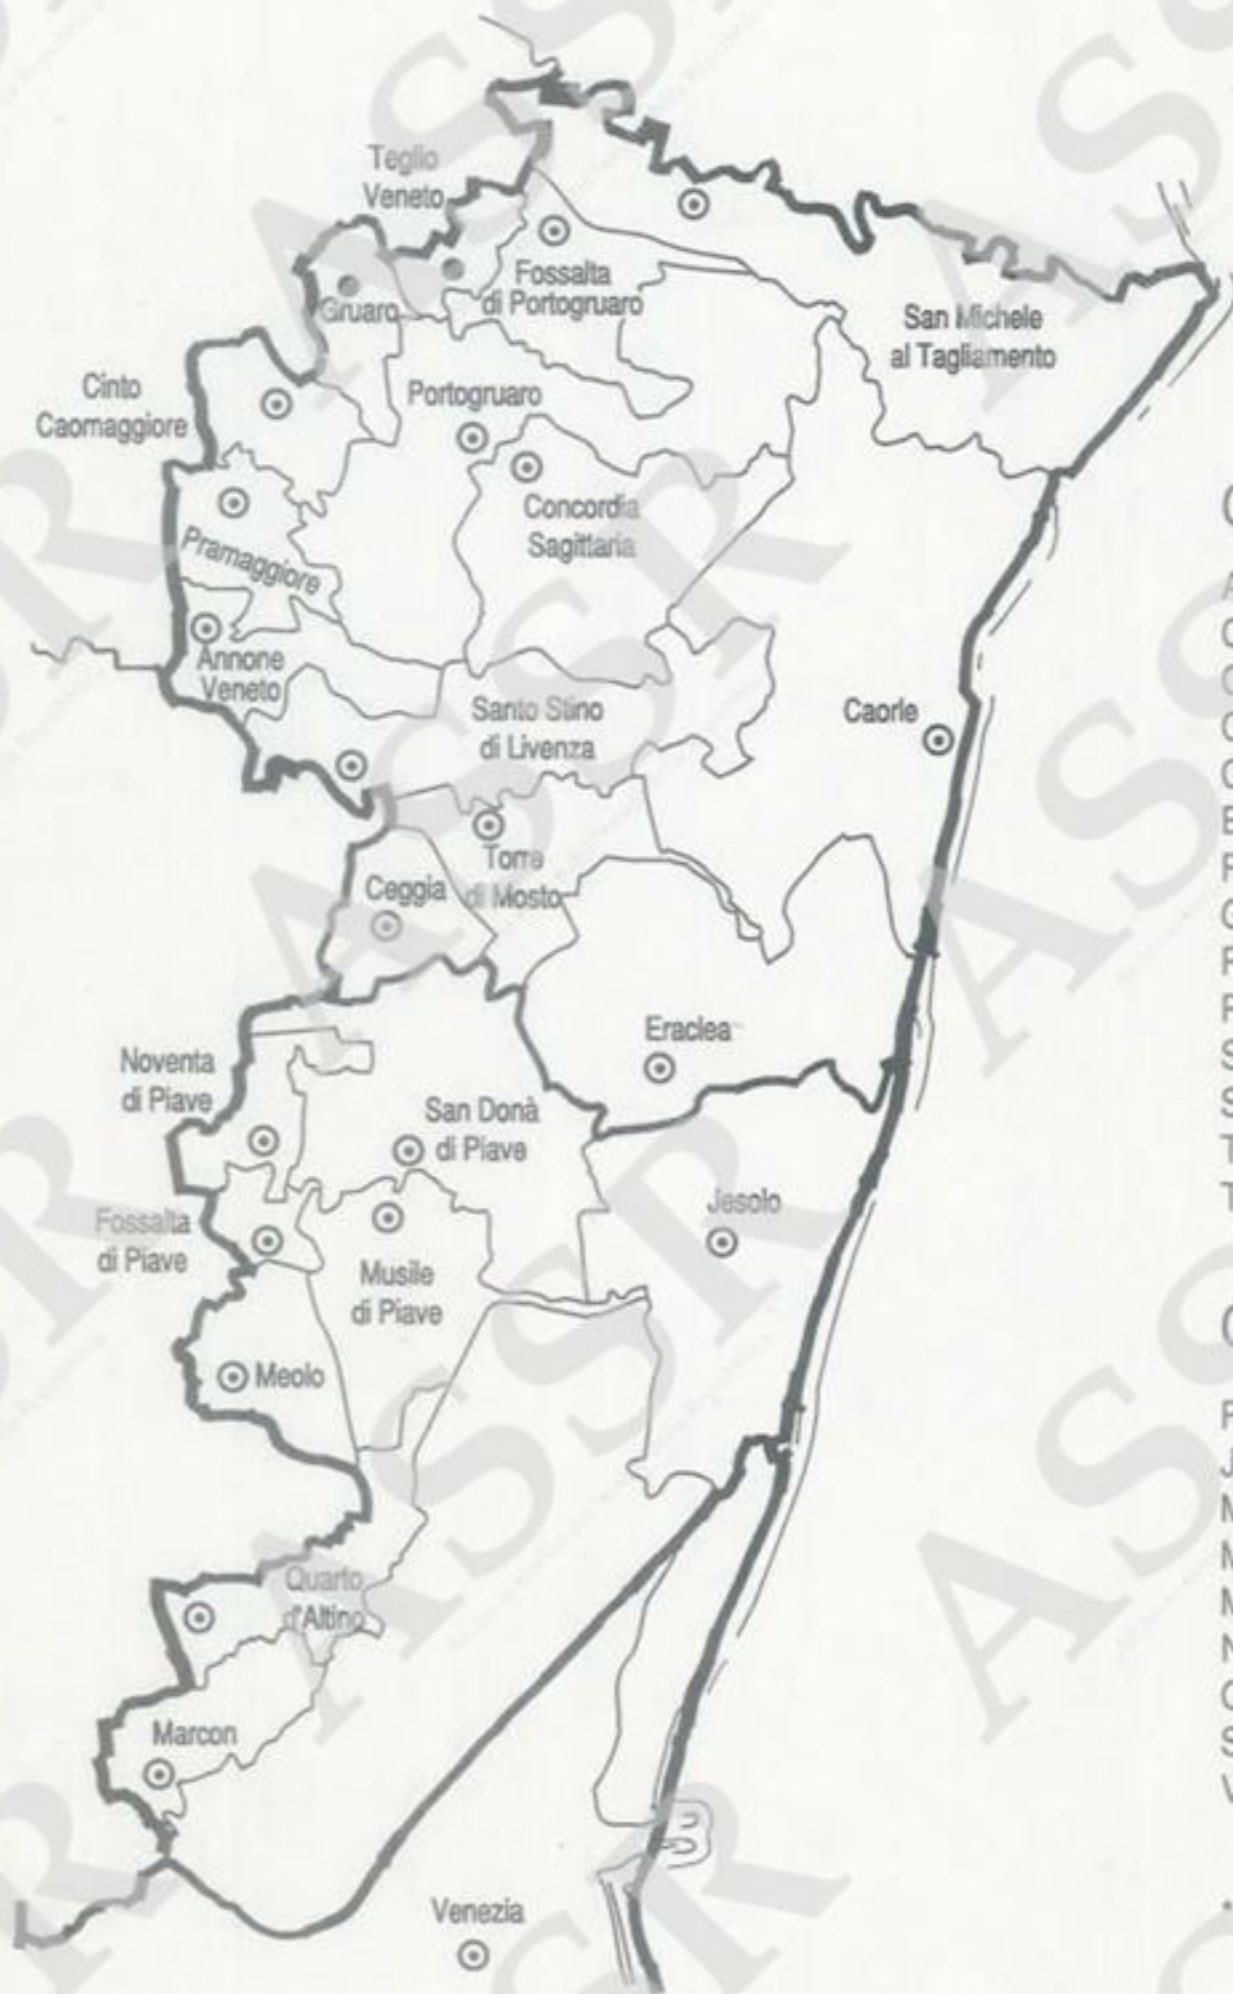 Teglio
Veneto
Fossalta
di Portogruaro
Gruaro
San Michele
al Tagliamento
Cinto
Caomaggiore
Portogruaro
Concordia
Sagittaria
Pramaggiore
Annone
Veneto
Santo Stino
di Livenza
Caorle
Torre
di Mosto
Ceggia
Eraclea
Noventa
di Piave
San Donà
di Piave
Fossalta
di Piave
Jesolo
Musile
di Piave
Meolo
Quarto
d'Altino
Marcon
Venezia
ASSR